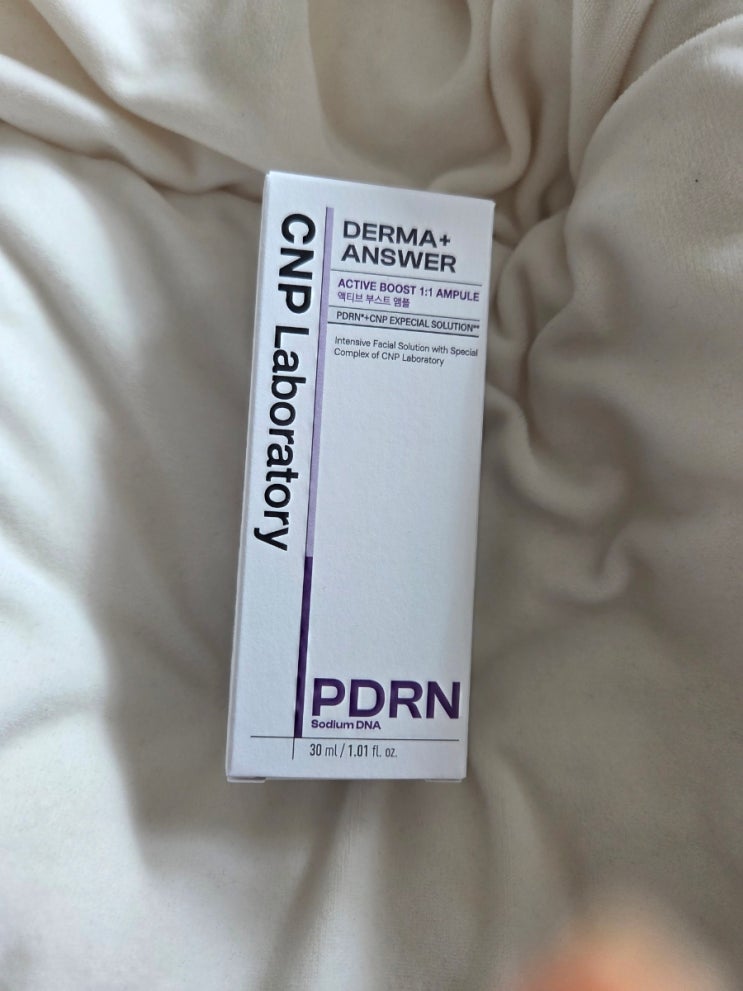 CNP Laboratory
DERMA+
ANSWER
ACTIVE BOOST 1:1 AMPULE
액티브 부스트 앰플
PDRN*+CNP EXPECIAL SOLUTION**
Intensive Facial Solution with Special
Complex of CNP Laboratory
PDRN
Sodium DNA
30 ml / 1.01 fl. oz.